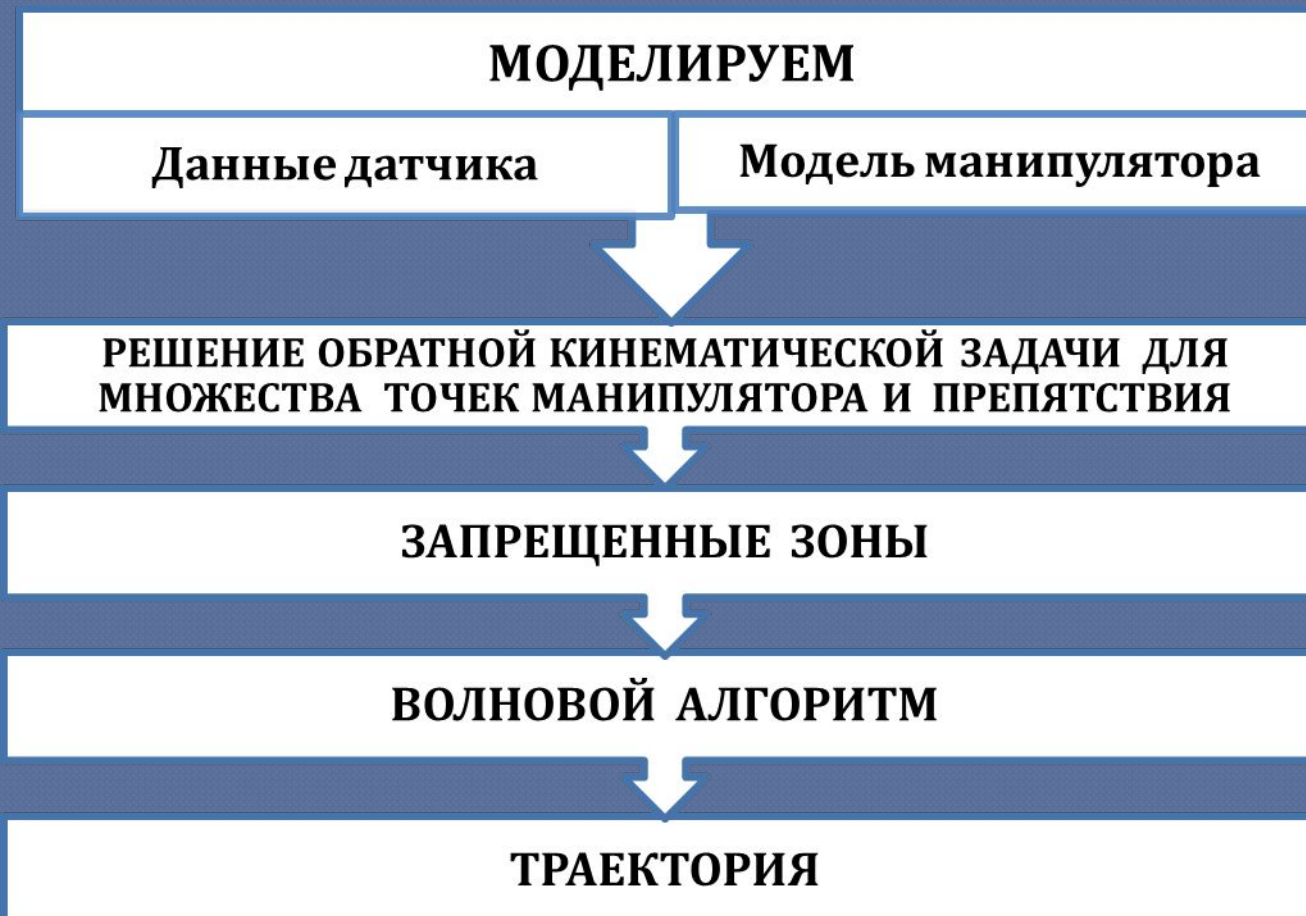 МОДЕЛИРУЕМ
Данные датчика
Модель манипулятора
РЕШЕНИЕ ОБРАТНОЙ КИНЕМАТИЧЕСКОЙ ЗАДАЧИ ДЛЯ
МНОЖЕСТВА ТОЧЕК МАНИПУЛЯТОРА И ПРЕПЯТСТВИЯ
ЗАПРЕЩЕННЫЕ ЗОНЫ
ВОЛНОВОЙ АЛГОРИТМ
ТРАЕКТОРИЯ